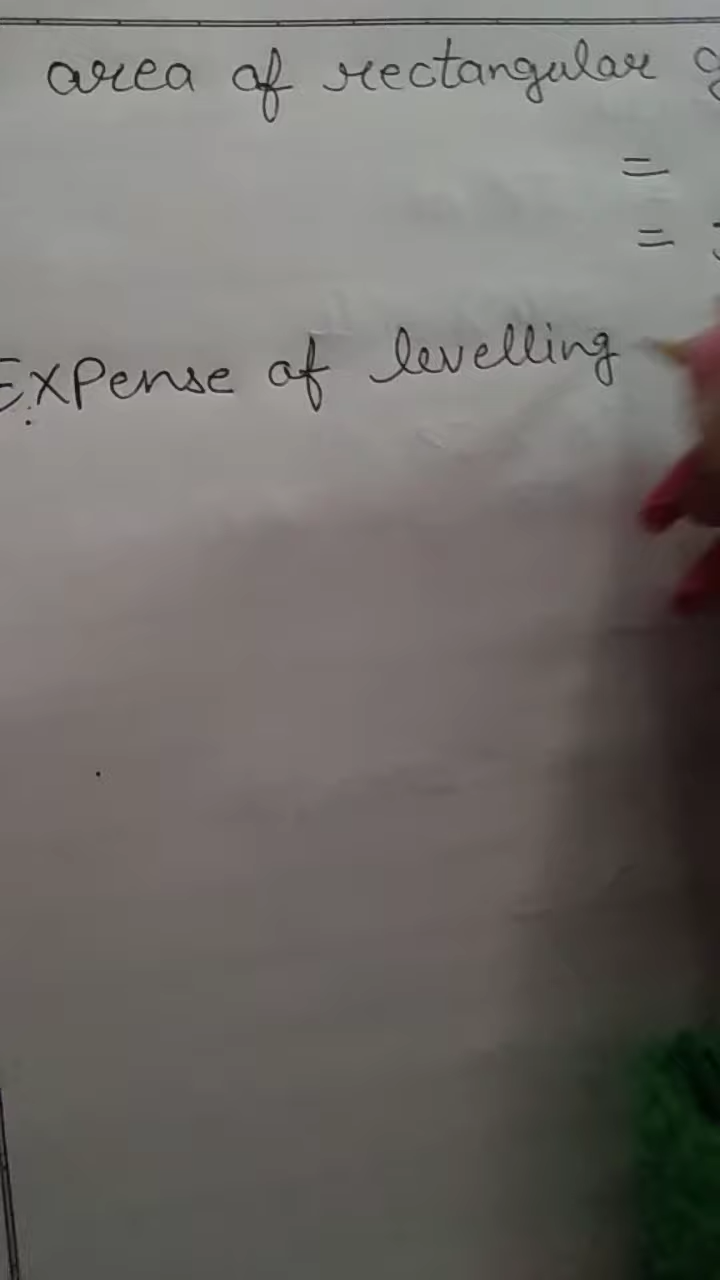 area of rectangular
=
=
Expense of levelling